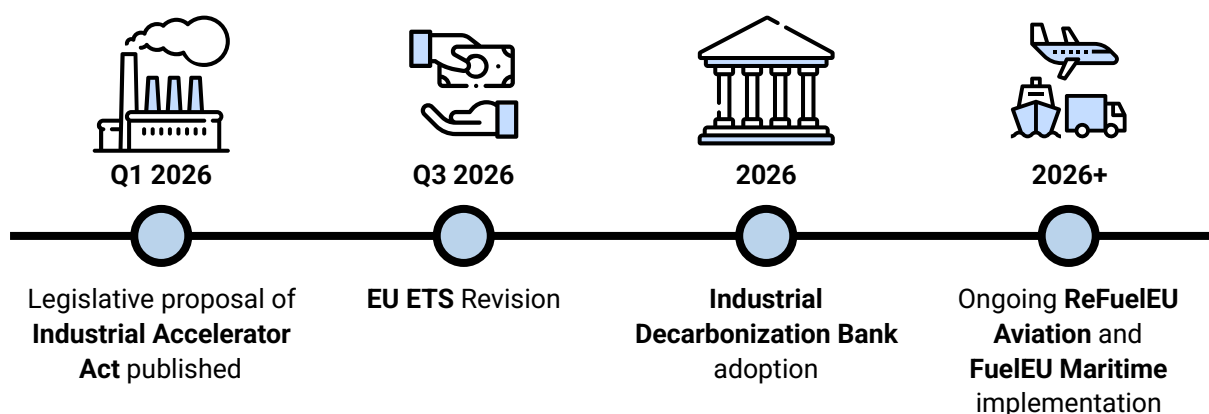 Q1 2026
Q3 2026
2026
2026+
Legislative proposal of
Industrial Accelerator
Act published
EU ETS Revision
Industrial
Decarbonization Bank
adoption
Ongoing ReFuelEU
Aviation and
FuelEU Maritime
implementation